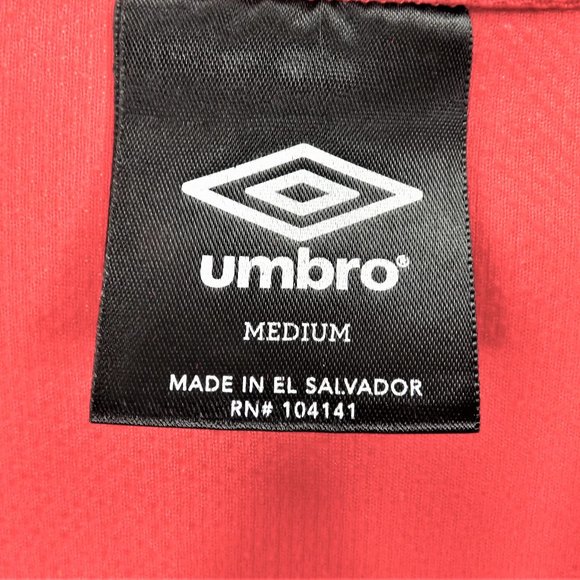 umbro®
MEDIUM
MADE IN EL SALVADOR
RN# 104141